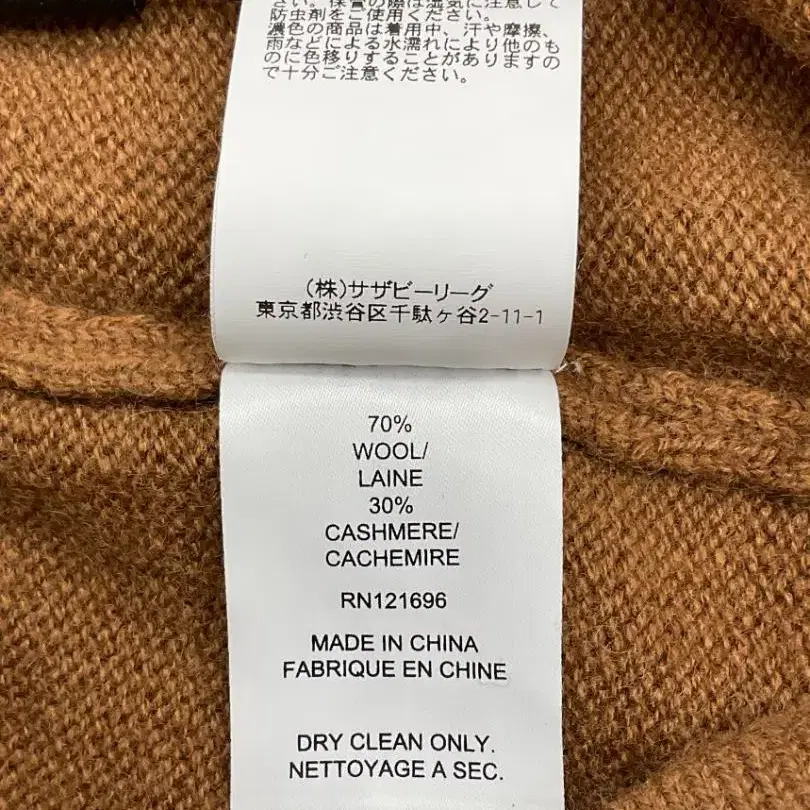 さい。保管の際は湿気に注意して
防虫剤をご使用ください。
濃色の商品は着用中、汗や摩擦、
雨などによる水濡れにより他のも
のに色移りすることがありますの
で十分ご注意ください。
(株)サザビーリーグ
東京都渋谷区千駄ヶ谷2-11-1
70%
WOOL/
LAINE
30%
CASHMERE/
CACHEMIRE
RN121696
MADE IN CHINA
FABRIQUE EN CHINE
DRY CLEAN ONLY.
NETTOYAGE A SEC.